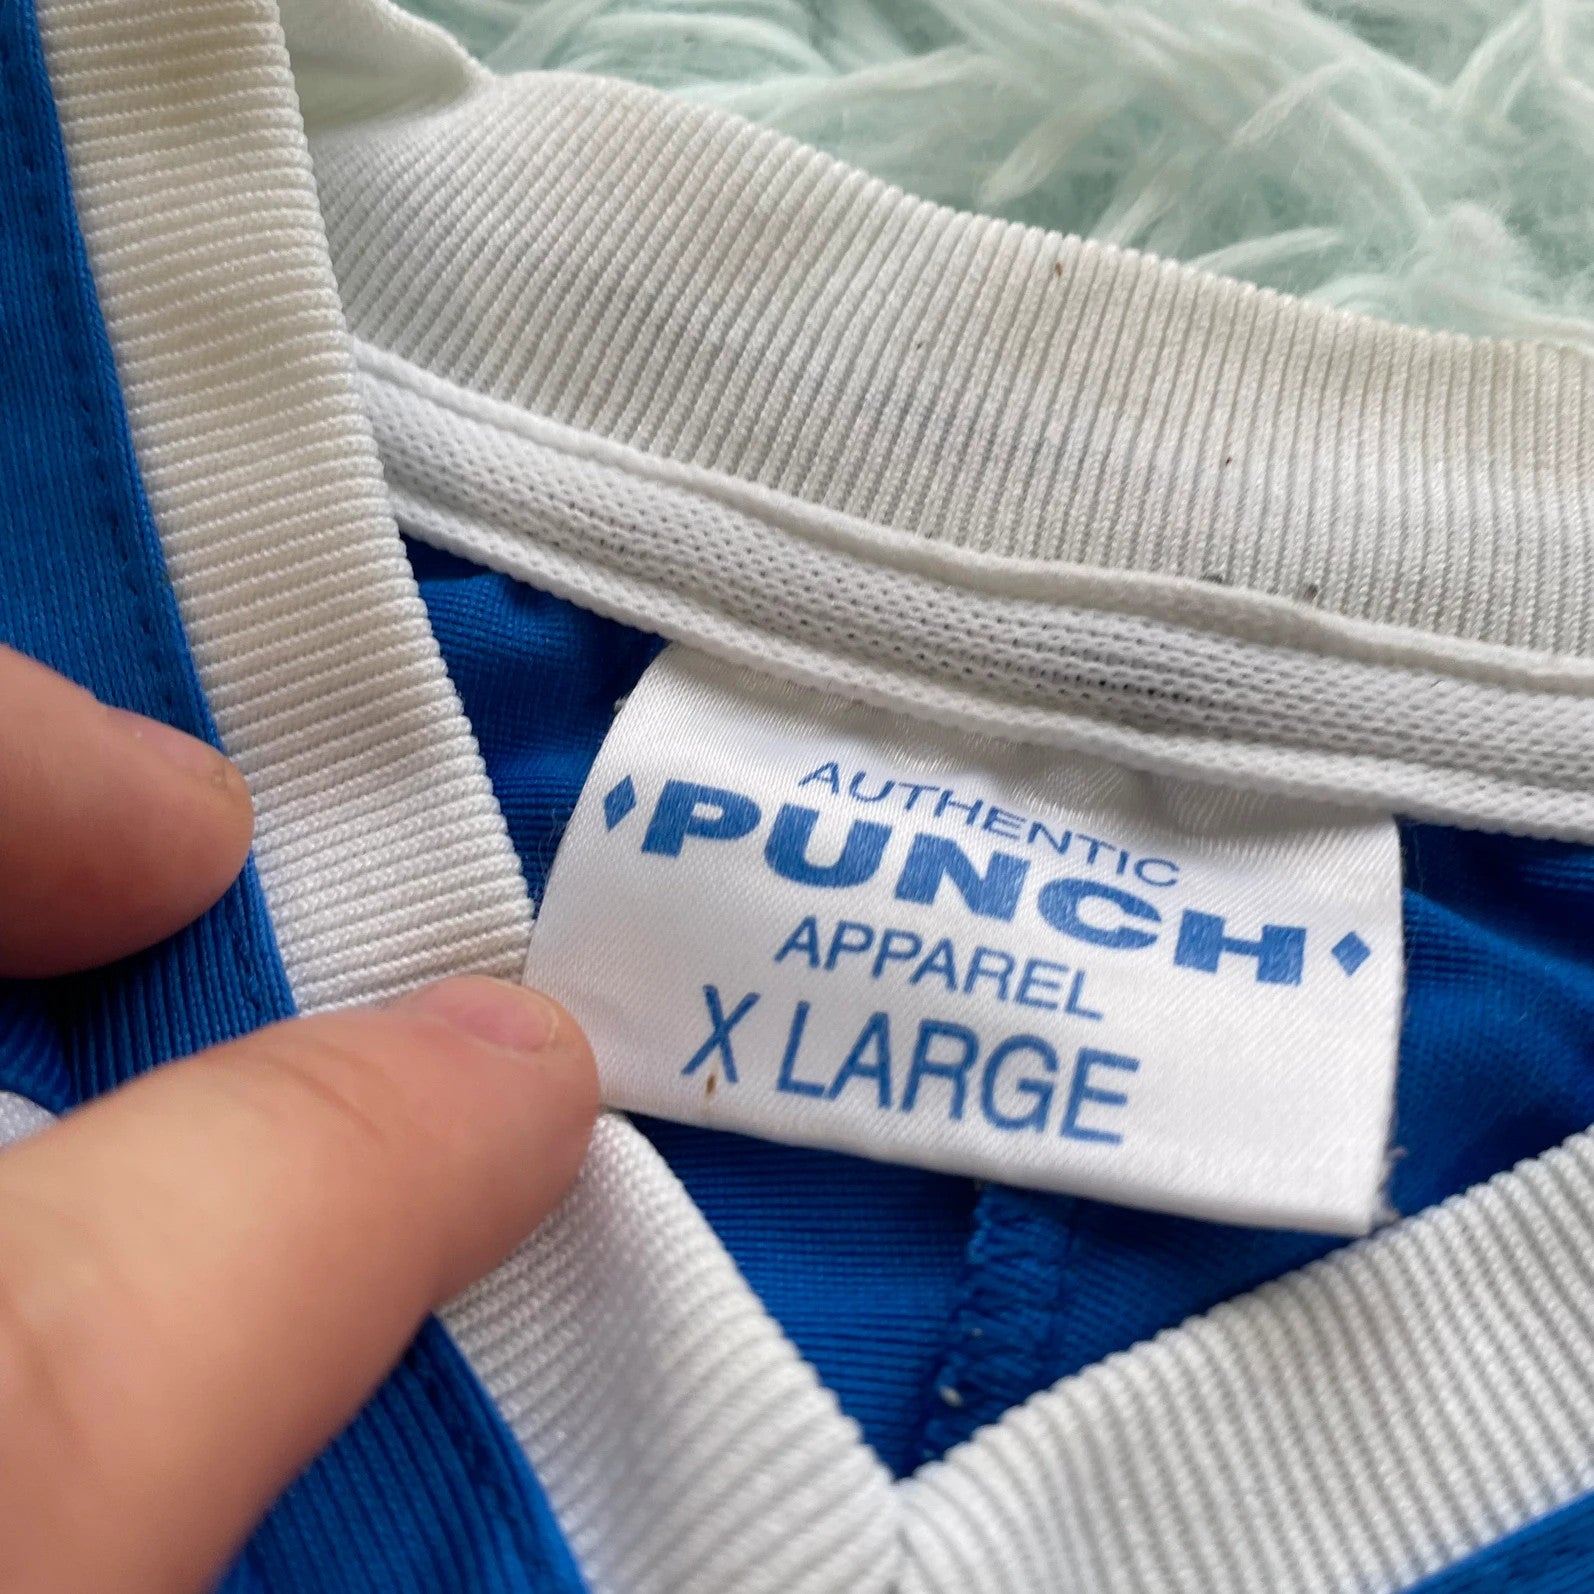 AUTHENTIC
PUNCH
APPAREL
X LARGE